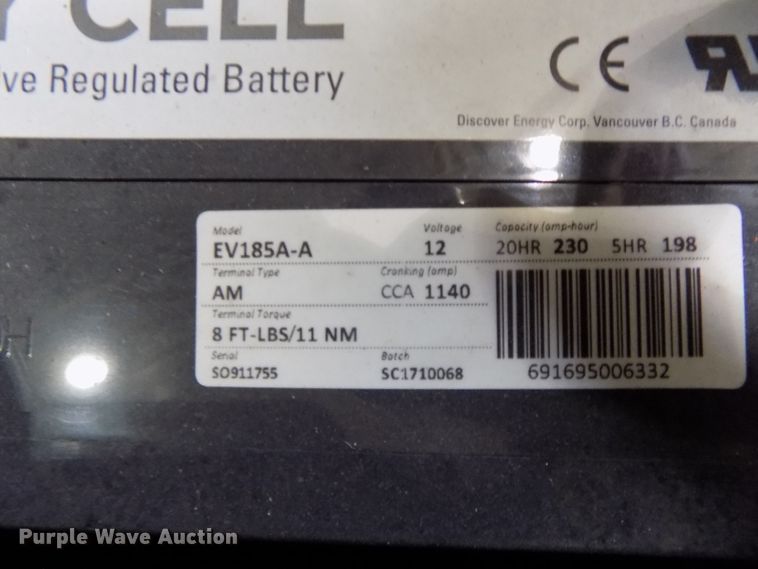 CELL
Regulated Battery
CE
Discover Energy Corp. Vancouver B.C. Canada
Model Voltage Capacity (amp-hour)
EV185A-A 12 20HR 230 5HR 198
Terminal Type Cranking (amp)
AM CCA 1140
Terminal Torque
8 FT-LBS/11 NM
Serial Batch
SO911755 SC1710068 691695006332
Purple Wave Auction